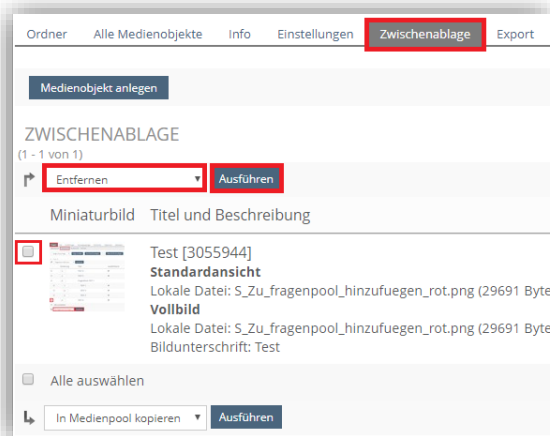 Ordner Alle Medienobjekte Info Einstellungen Zwischenablage Export
Medienobjekt anlegen
ZWISCHENABLAGE
(1 - 1 von 1)
Entfernen Ausführen
Miniaturbild Titel und Beschreibung
Test [3055944]
Standardansicht
Lokale Datei: S_Zu_fragenpool_hinzufuegen_rot.png (29691 Byte
Vollbild
Lokale Datei: S_Zu_fragenpool_hinzufuegen_rot.png (29691 Byte
Bildunterschrift: Test
Alle auswählen
In Medienpool kopieren Ausführen